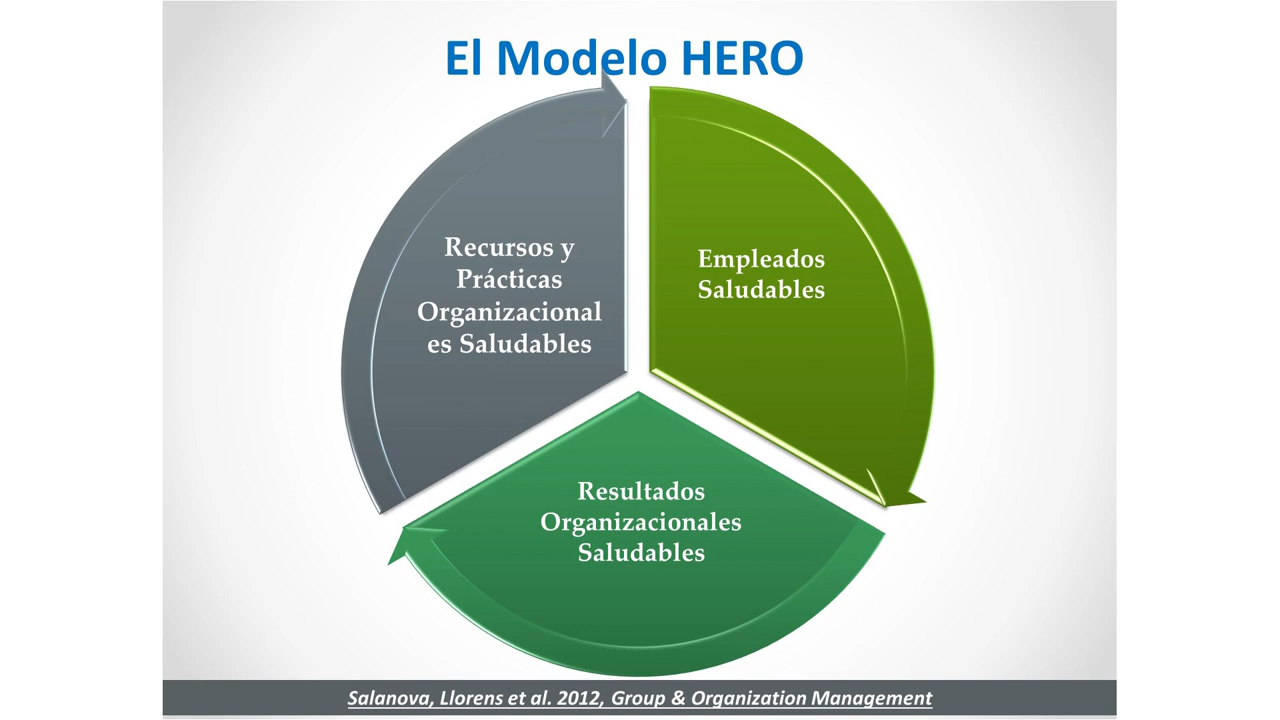 El Modelo HERO
Recursos y
Prácticas
Organizacional
es Saludables
Empleados
Saludables
Resultados
Organizacionales
Saludables
Salanova, Llorens et al. 2012, Group & Organization Management